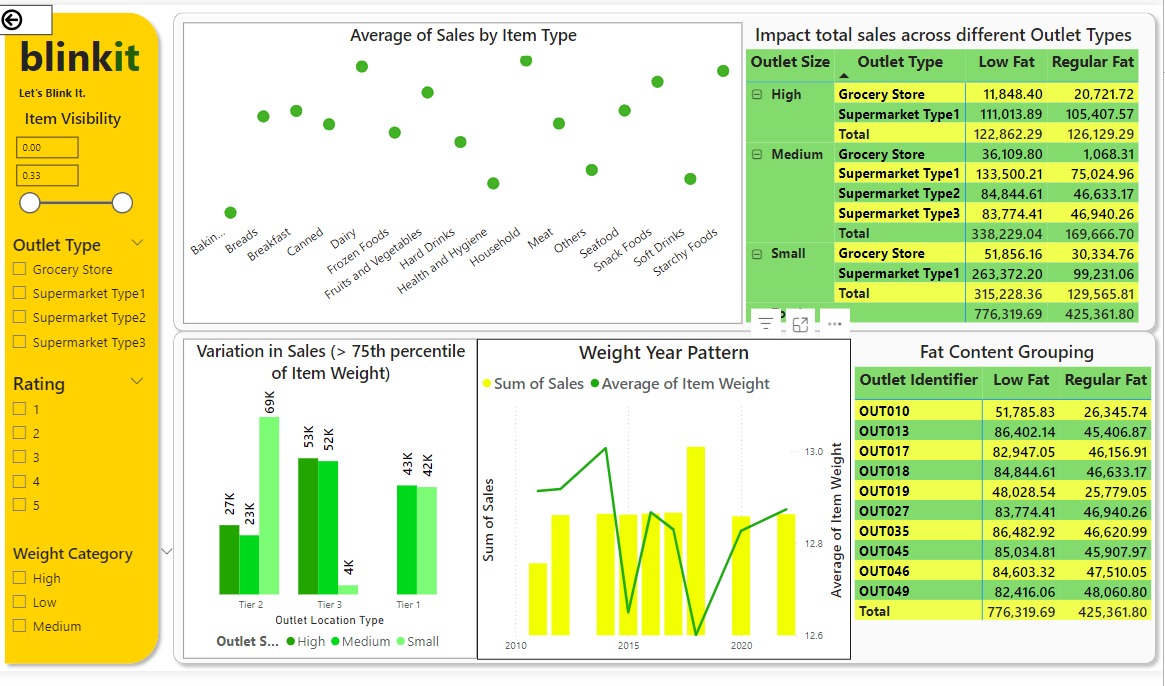 blinkit
Let's Blink It.
Item Visibility
0.00
0.33
Outlet Type
Grocery Store
Supermarket Type1
Supermarket Type2
Supermarket Type3
Rating
1
2
3
4
5
Weight Category
High
Low
Medium
Average of Sales by Item Type
Bakin...
Breads
Breakfast
Canned
Dairy
Frozen Foods
Fruits and Vegetables
Hard Drinks
Health and Hygiene
Household
Meat
Others
Seafood
Snack Foods
Soft Drinks
Starchy Foods
Impact total sales across different Outlet Types
Outlet Size Outlet Type Low Fat Regular Fat
High Grocery Store 11,848.40 20,721.72
Supermarket Type1 111,013.89 105,407.57
Total 122,862.29 126,129.29
Medium Grocery Store 36,109.80 1,068.31
Supermarket Type1 133,500.21 75,024.96
Supermarket Type2 84,844.61 46,633.17
Supermarket Type3 83,774.41 46,940.26
Total 338,229.04 169,666.70
Small Grocery Store 51,856.16 30,334.76
Supermarket Type1 263,372.20 99,231.06
Total 315,228.36 129,565.81
776,319.69 425,361.80
Variation in Sales (> 75th percentile
of Item Weight)
27K
23K
69K
53K
52K
4K
43K
42K
Tier 2 Tier 3 Tier 1
Outlet Location Type
Outlet S... High Medium Small
Weight Year Pattern
Sum of Sales Average of Item Weight
Sum of Sales
13.0
12.8
12.6
Average of Item Weight
2010 2015 2020
Fat Content Grouping
Outlet Identifier Low Fat Regular Fat
OUT010 51,785.83 26,345.74
OUT013 86,402.14 45,406.87
OUT017 82,947.05 46,156.91
OUT018 84,844.61 46,633.17
OUT019 48,028.54 25,779.05
OUT027 83,774.41 46,940.26
OUT035 86,482.92 46,620.99
OUT045 85,034.81 45,907.97
OUT046 84,603.32 47,510.05
OUT049 82,416.06 48,060.80
Total 776,319.69 425,361.80